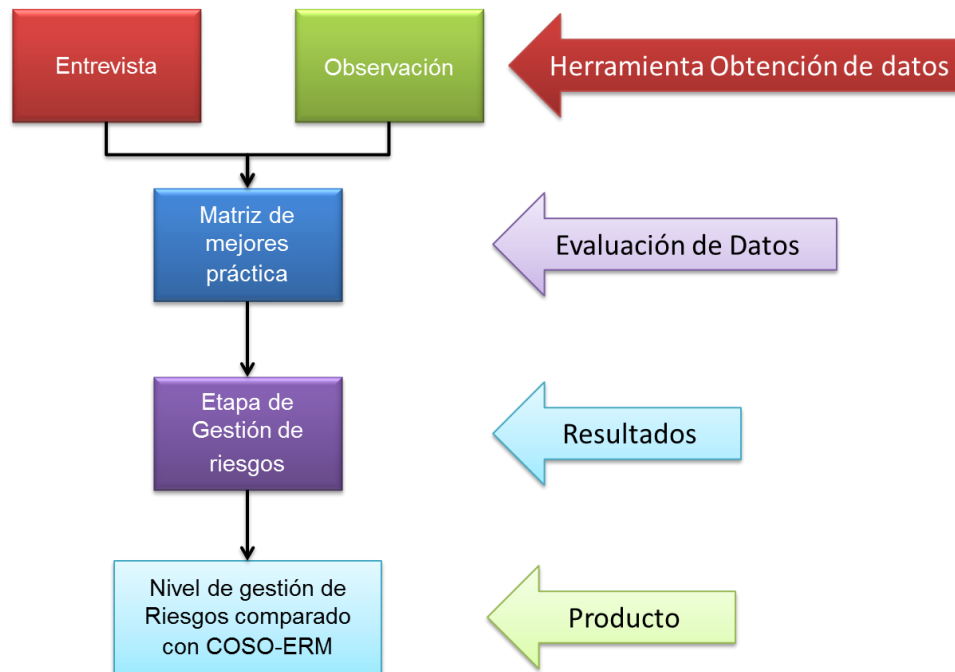 Entrevista
Observación
Herramienta Obtención de datos
Matriz de
mejores
práctica
Evaluación de Datos
Etapa de
Gestión de
riesgos
Resultados
Nivel de gestión de
Riesgos comparado
con COSO-ERM
Producto